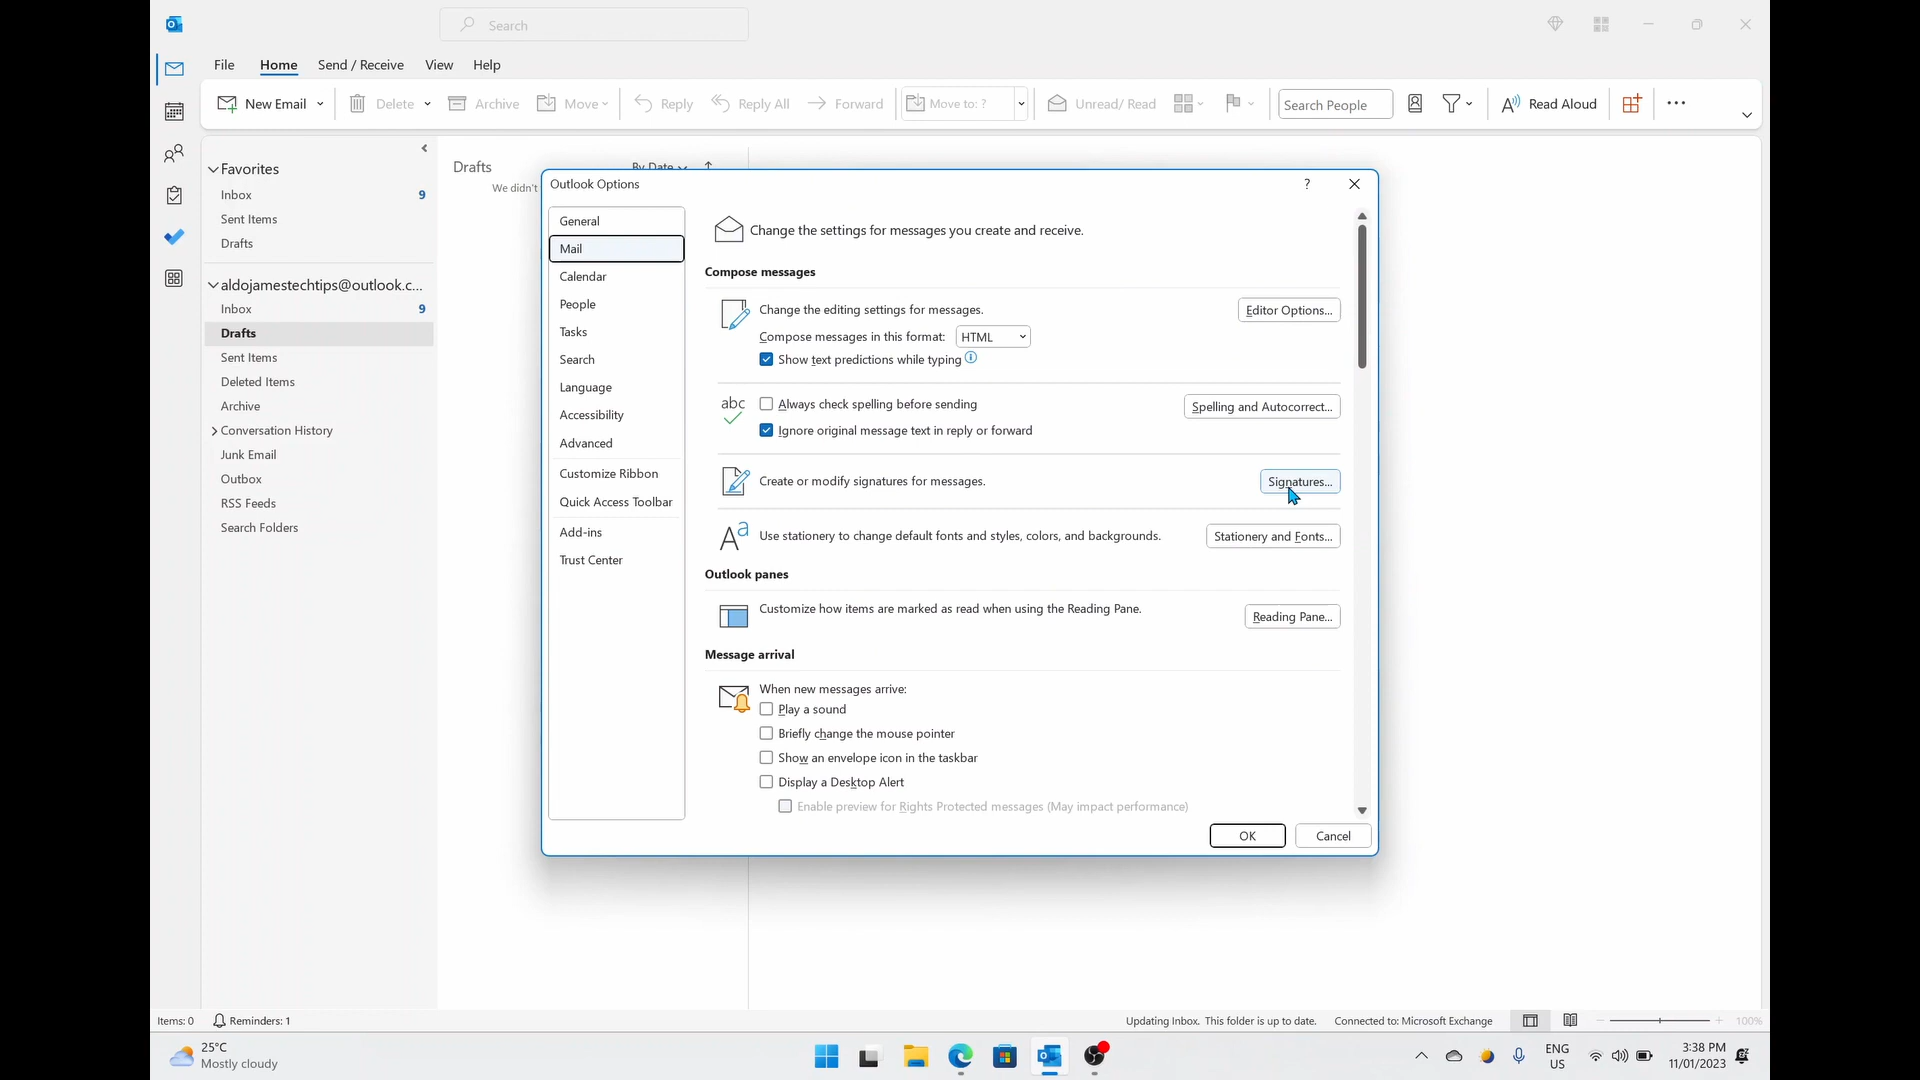 Search
File Home Send / Receive View Help
New Email Delete Archive Move Reply Reply All Forward Move to: ? Unread/ Read Search People Read Aloud
Favorites
Inbox 9
Sent Items
Drafts
aldojamestechtips@outlook.c...
Inbox 9
Drafts
Sent Items
Deleted Items
Archive
Conversation History
Junk Email
Outbox
RSS Feeds
Search Folders
Drafts By Date
We didn't
Outlook Options ?
General
Mail
Calendar
People
Tasks
Search
Language
Accessibility
Advanced
Customize Ribbon
Quick Access Toolbar
Add-ins
Trust Center
Change the settings for messages you create and receive.
Compose messages
Change the editing settings for messages. Editor Options...
Compose messages in this format: HTML
Show text predictions while typing
abc Always check spelling before sending Spelling and Autocorrect...
Ignore original message text in reply or forward
Create or modify signatures for messages. Signatures...
Use stationery to change default fonts and styles, colors, and backgrounds. Stationery and Fonts...
Outlook panes
Customize how items are marked as read when using the Reading Pane. Reading Pane...
Message arrival
When new messages arrive:
Play a sound
Briefly change the mouse pointer
Show an envelope icon in the taskbar
Display a Desktop Alert
Enable preview for Rights Protected messages (May impact performance)
OK Cancel
Items: 0 Reminders: 1 Updating Inbox. This folder is up to date. Connected to: Microsoft Exchange 100%
25°C
Mostly cloudy
ENG
US
3:38 PM
11/01/2023